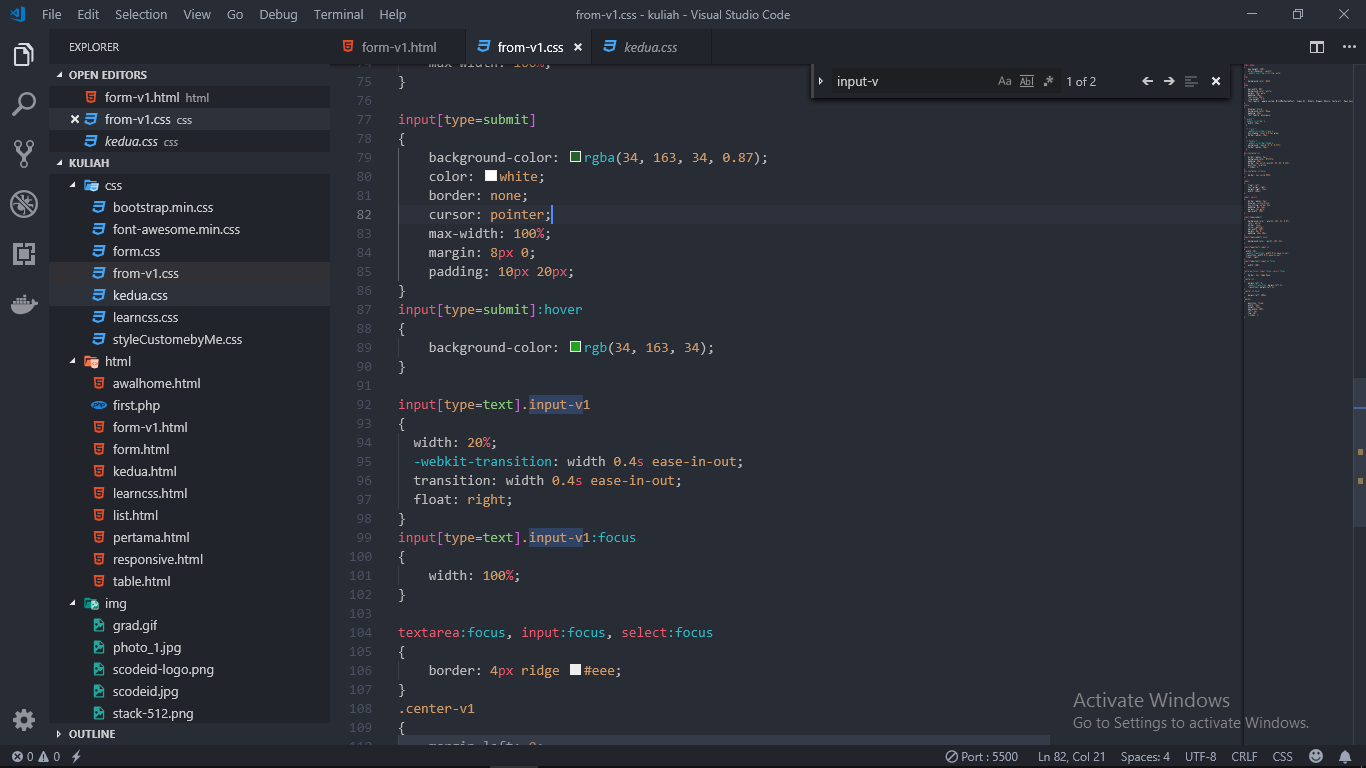 File Edit Selection View Go Debug Terminal Help
from-v1.css - kuliah - Visual Studio Code
EXPLORER
OPEN EDITORS
form-v1.html html
from-v1.css css
kedua.css css
KULIAH
css
bootstrap.min.css
font-awesome.min.css
form.css
from-v1.css
kedua.css
learncss.css
styleCustomebyMe.css
html
awalhome.html
first.php
form-v1.html
form.html
kedua.html
learncss.html
list.html
pertama.html
responsive.html
table.html
img
grad.gif
photo_1.jpg
scodeid-logo.png
scodeid.jpg
stack-512.png
OUTLINE
form-v1.html from-v1.css kedua.css
input-v Aa Abl .* 1 of 2
74 max-width: 100%;
75 }
76
77 input[type=submit]
78 {
79 background-color: rgba(34, 163, 34, 0.87);
80 color: white;
81 border: none;
82 cursor: pointer;
83 max-width: 100%;
84 margin: 8px 0;
85 padding: 10px 20px;
86 }
87 input[type=submit]:hover
88 {
89 background-color: rgb(34, 163, 34);
90 }
91
92 input[type=text].input-v1
93 {
94 width: 20%;
95 -webkit-transition: width 0.4s ease-in-out;
96 transition: width 0.4s ease-in-out;
97 float: right;
98 }
99 input[type=text].input-v1:focus
100 {
101 width: 100%;
102 }
103
104 textarea:focus, input:focus, select:focus
105 {
106 border: 4px ridge #eee;
107 }
108 .center-v1
109 {
110 margin-left: 0;
Activate Windows
Go to Settings to activate Windows.
0 0
Port : 5500 Ln 82, Col 21 Spaces: 4 UTF-8 CRLF CSS